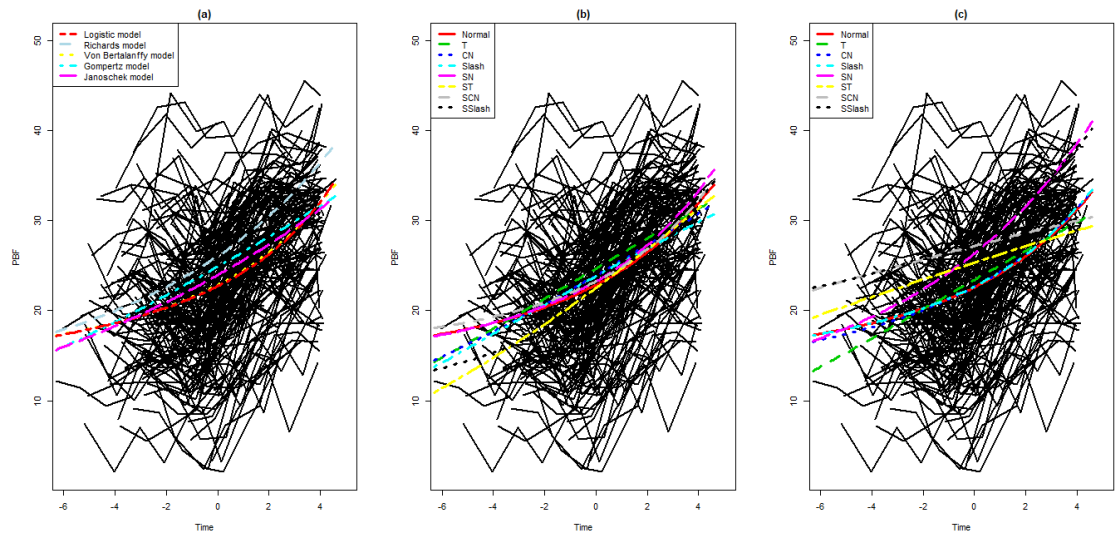 (a)
Logistic model
Richards model
Von Bertalanffy model
Gompertz model
Janoschek model
PBF
50
40
30
20
10
-6 -4 -2 0 2 4
Time
(b)
Normal
T
CN
Slash
SN
ST
SCN
SSlash
PBF
50
40
30
20
10
-6 -4 -2 0 2 4
Time
(c)
Normal
T
CN
Slash
SN
ST
SCN
SSlash
PBF
50
40
30
20
10
-6 -4 -2 0 2 4
Time